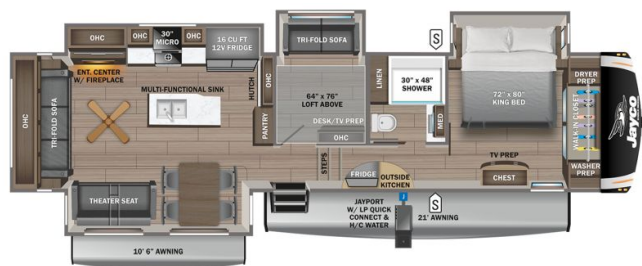 OHC
TRI-FOLD SOFA
OHC
ENT. CENTER
W/ FIREPLACE
OHC
30"
MICRO
OHC
16 CU FT
12V FRIDGE
HUTCH
MULTI-FUNCTIONAL SINK
THEATER SEAT
10' 6" AWNING
TRI-FOLD SOFA
OHC
64" x 76"
LOFT ABOVE
PANTRY
DESK/TV PREP
OHC
STEPS
LINEN
30" x 48"
SHOWER
MED
S
72" x 80"
KING BED
TV PREP
CHEST
FRIDGE
OUTSIDE
KITCHEN
JAYPORT
W/ LP QUICK
CONNECT &
H/C WATER
J
S
21' AWNING
DRYER
PREP
WALK-IN CLOSET
WASHER
PREP
Jayco